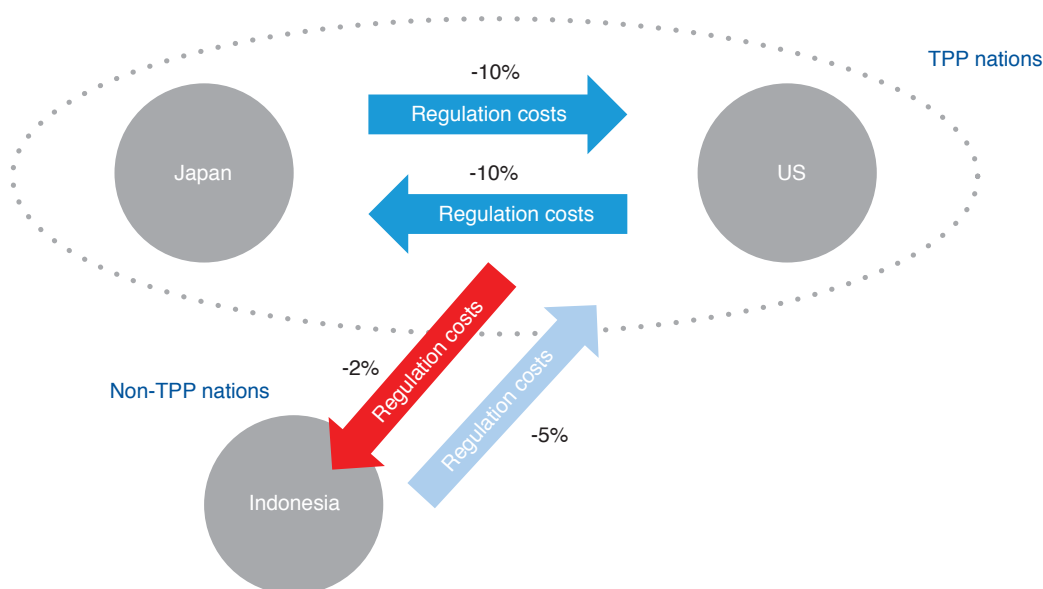 TPP nations
-10%
Regulation costs
Japan
US
-10%
Regulation costs
Regulation costs
-2%
Regulation costs
-5%
Non-TPP nations
Indonesia